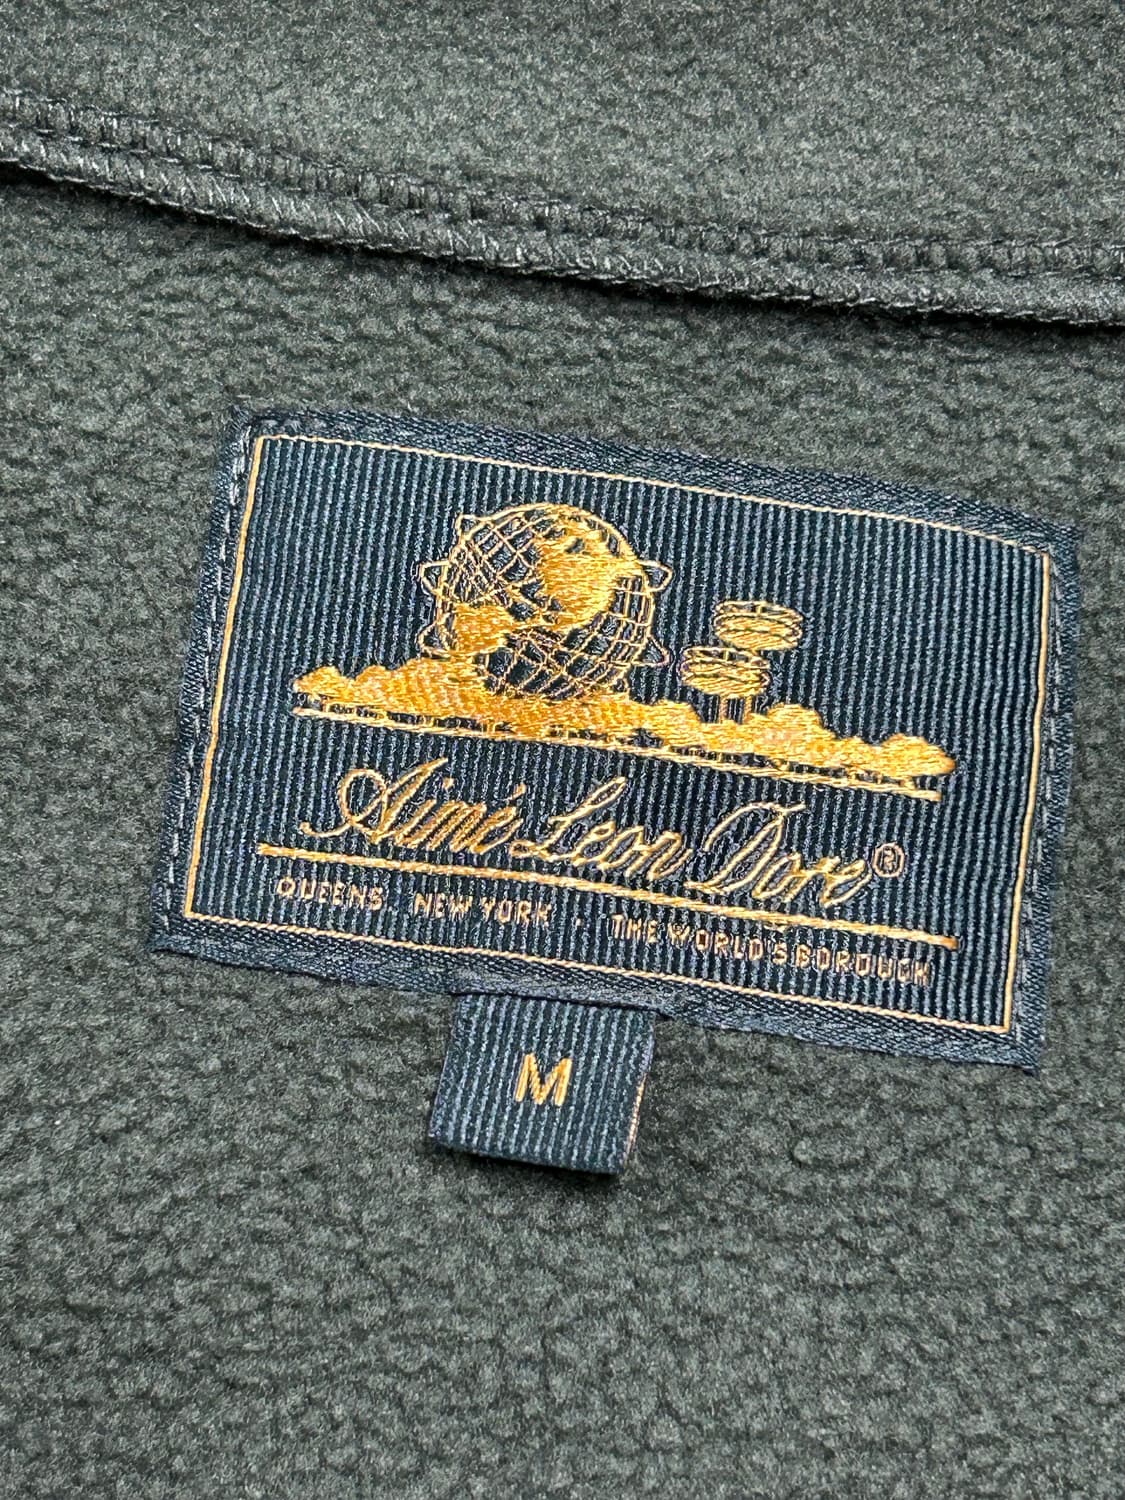 Aimé Leon Dore®
QUEENS, NEW YORK · THE WORLD'S BOROUGH
M